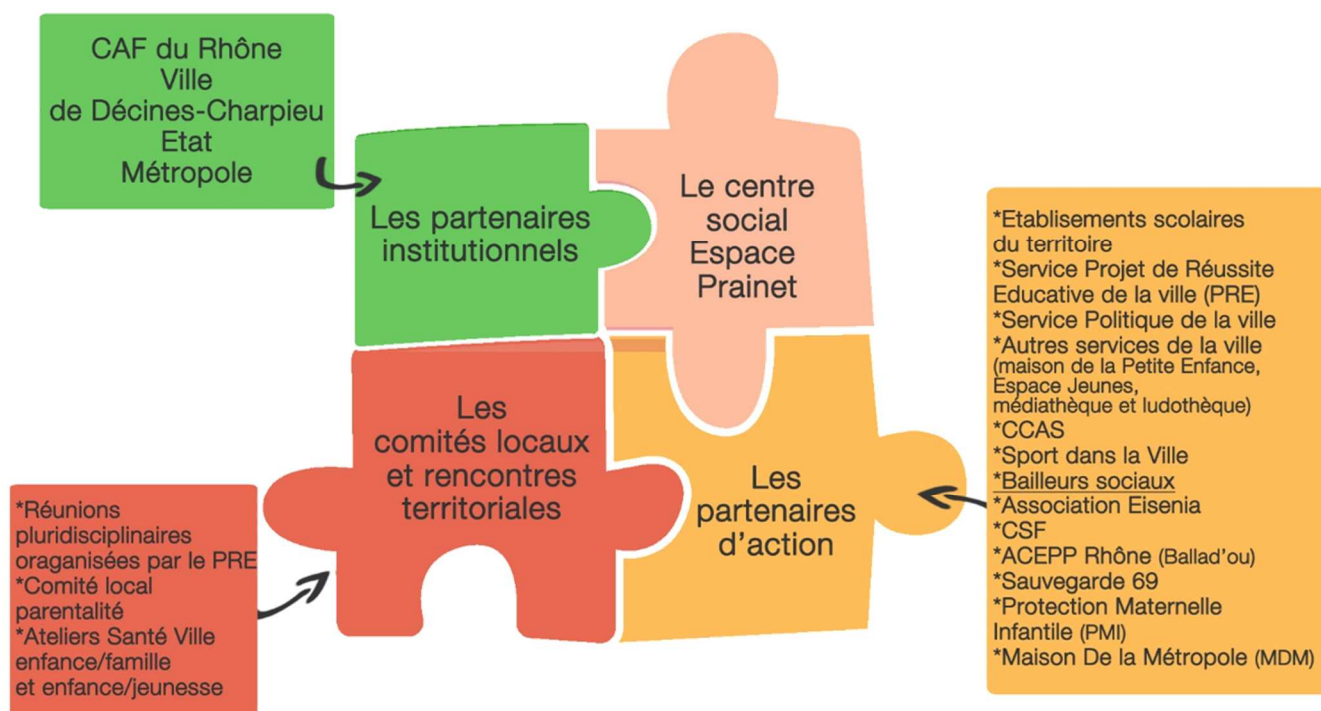 CAF du Rhône
Ville
de Décines-Charpieu
Etat
Métropole
Les partenaires
institutionnels
Le centre
social
Espace
Prainet
Les
comités locaux
et rencontres
territoriales
Les
partenaires
d'action
*Réunions
pluridisciplinaires
oraganisées par le PRE
*Comité local
parentalité
*Ateliers Santé Ville
enfance/famille
et enfance/jeunesse
*Etablisements scolaires
du territoire
*Service Projet de Réussite
Educative de la ville (PRE)
*Service Politique de la ville
*Autres services de la ville
(maison de la Petite Enfance,
Espace Jeunes,
médiathèque et ludothèque)
*CCAS
*Sport dans la Ville
*Bailleurs sociaux
*Association Eisenia
*CSF
*ACEPP Rhône (Ballad'ou)
*Sauvegarde 69
*Protection Maternelle
Infantile (PMI)
*Maison De la Métropole (MDM)